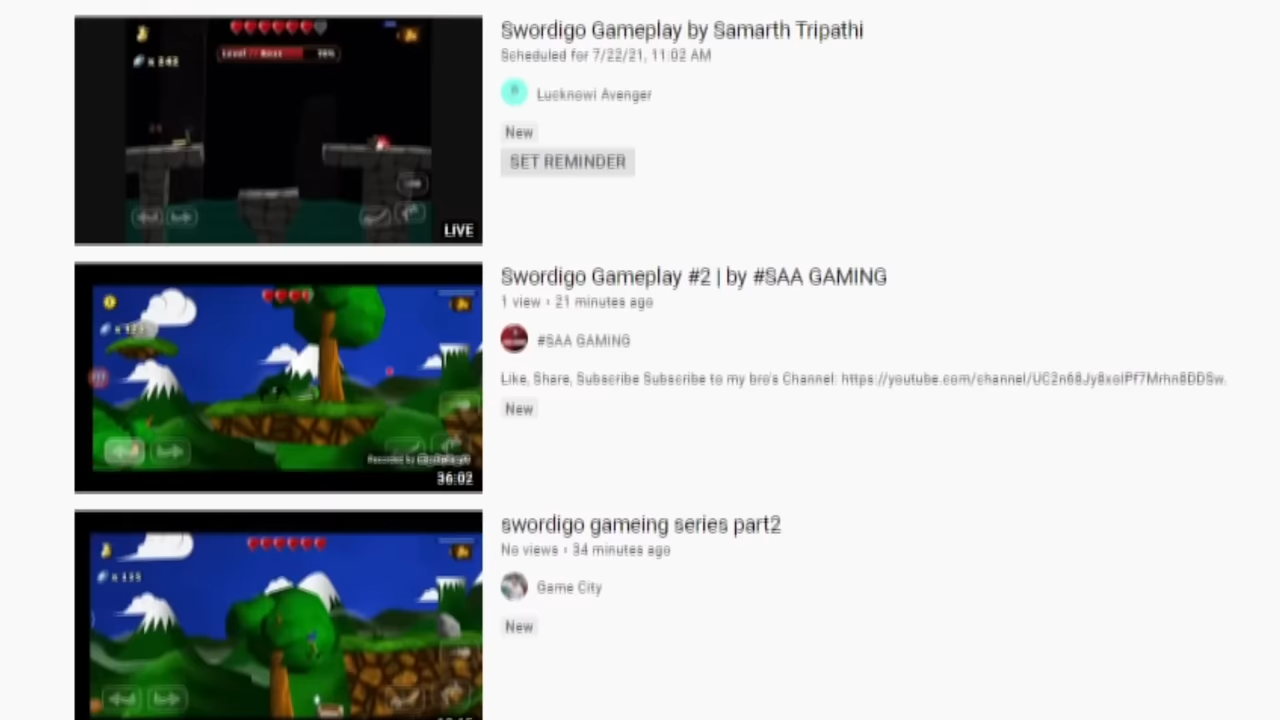 Swordigo Gameplay by Samarth Tripathi
Scheduled for 7/22/21, 11:02 AM
Lucknowi Avenger
New
SET REMINDER
LIVE
Swordigo Gameplay #2 | by #SAA GAMING
1 view • 21 minutes ago
#SAA GAMING
Like, Share, Subscribe Subscribe to my bro's Channel:
New
36:02
swordigo gameing series part2
No views • 34 minutes ago
Game City
New
x 135